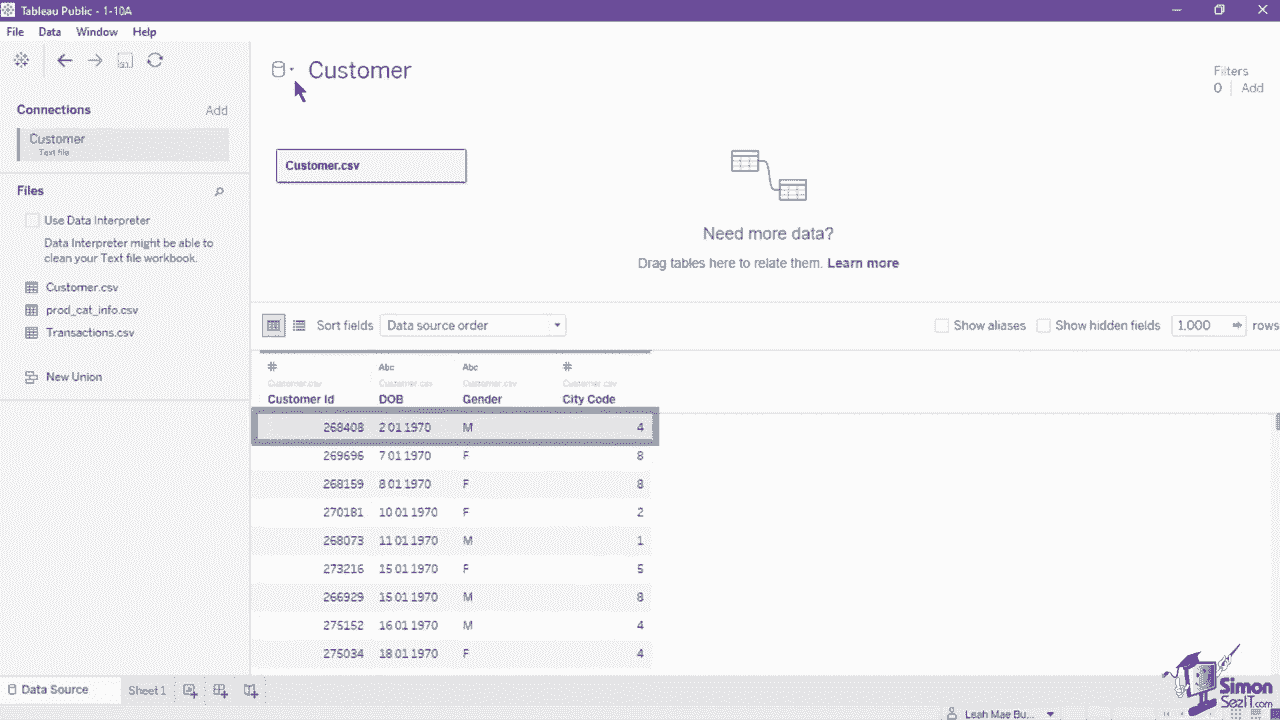 Tableau Public - 1-10A
File Data Window Help
Customer
Filters
0 Add
Connections Add
Customer
Text file
Files
Use Data Interpreter
Data Interpreter might be able to
clean your Text file workbook.
Customer.csv
prod_cat_info.csv
Transactions.csv
New Union
Customer.csv
Need more data?
Drag tables here to relate them. Learn more
Sort fields Data source order Show aliases Show hidden fields 1.000 rows
# Abc Abc #
Customer.csv Customer.csv Customer.csv Customer.csv
Customer Id DOB Gender City Code
268408 2 01 1970 M 4
269696 7 01 1970 F 8
268159 8 01 1970 F 8
270181 10 01 1970 F 2
268073 11 01 1970 M 1
273216 15 01 1970 F 5
266929 15 01 1970 M 8
275152 16 01 1970 M 4
275034 18 01 1970 F 4
Data Source Sheet 1
Leah Mae Bu...
Simon
SezIT.com